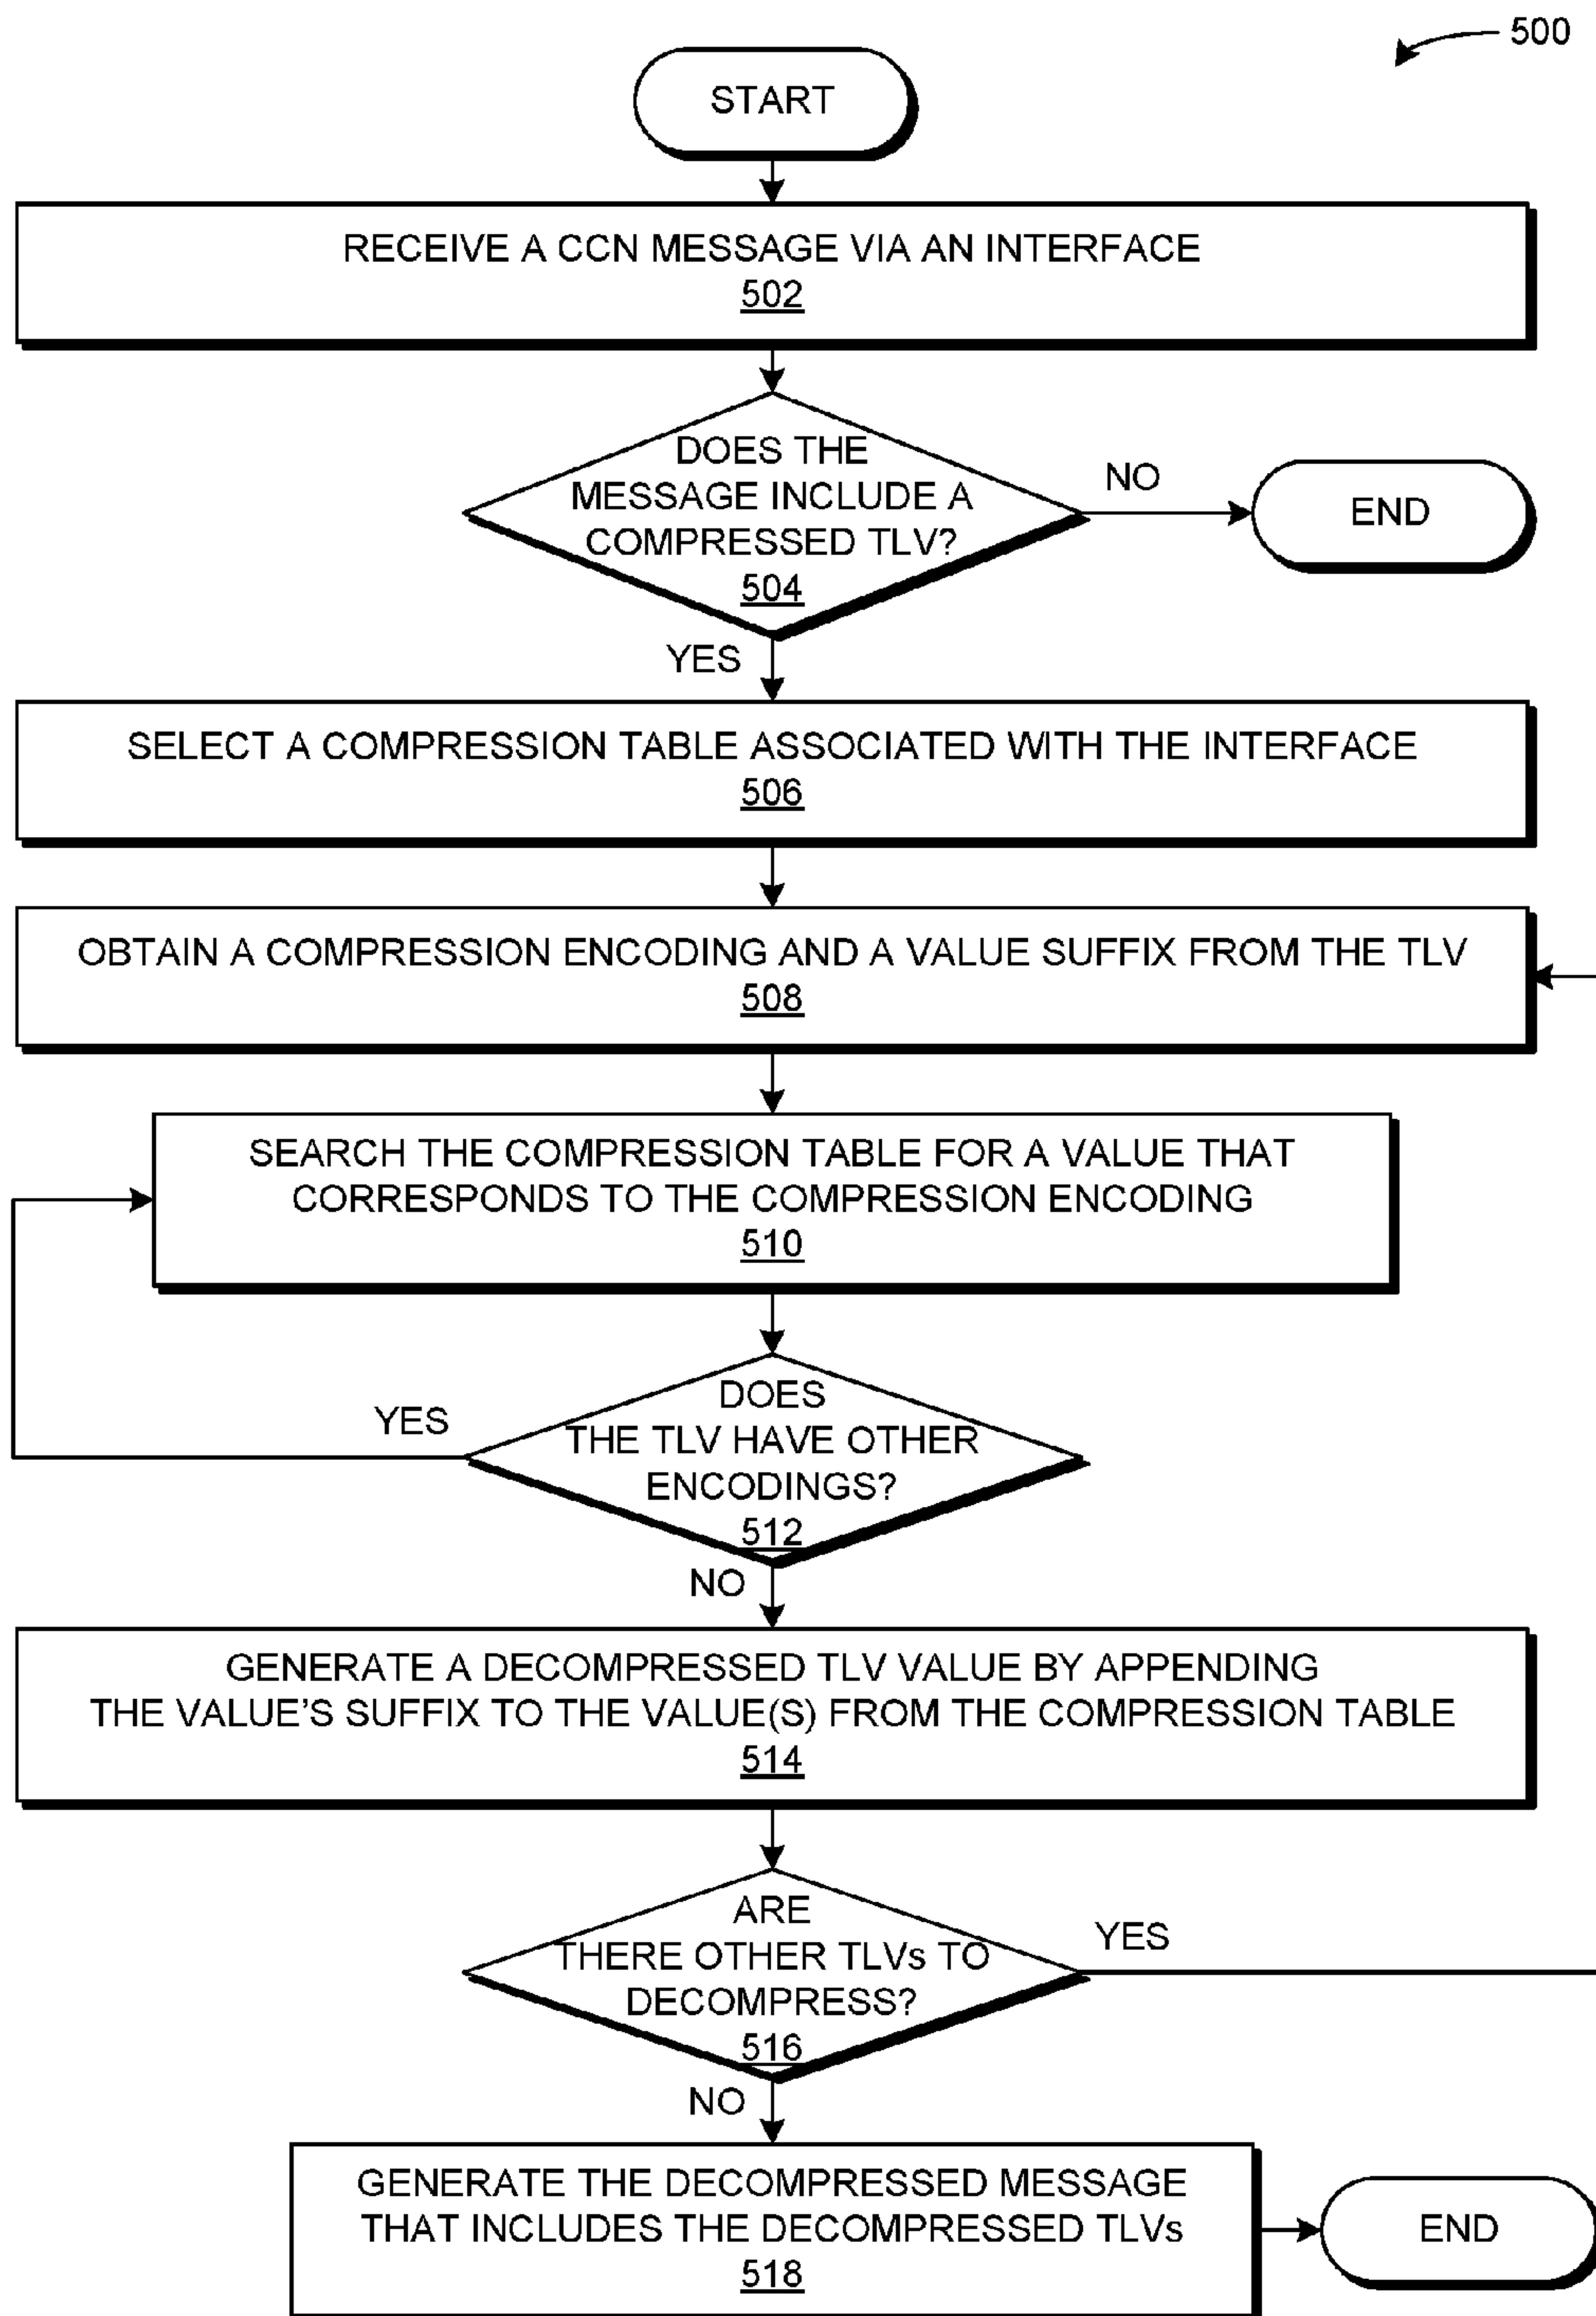 500
START
RECEIVE A CCN MESSAGE VIA AN INTERFACE
502
DOES THE
MESSAGE INCLUDE A
COMPRESSED TLV?
504
NO
END
YES
SELECT A COMPRESSION TABLE ASSOCIATED WITH THE INTERFACE
506
OBTAIN A COMPRESSION ENCODING AND A VALUE SUFFIX FROM THE TLV
508
SEARCH THE COMPRESSION TABLE FOR A VALUE THAT
CORRESPONDS TO THE COMPRESSION ENCODING
510
DOES
THE TLV HAVE OTHER
ENCODINGS?
512
YES
NO
GENERATE A DECOMPRESSED TLV VALUE BY APPENDING
THE VALUE'S SUFFIX TO THE VALUE(S) FROM THE COMPRESSION TABLE
514
ARE
THERE OTHER TLVs TO
DECOMPRESS?
516
YES
NO
GENERATE THE DECOMPRESSED MESSAGE
THAT INCLUDES THE DECOMPRESSED TLVs
518
END